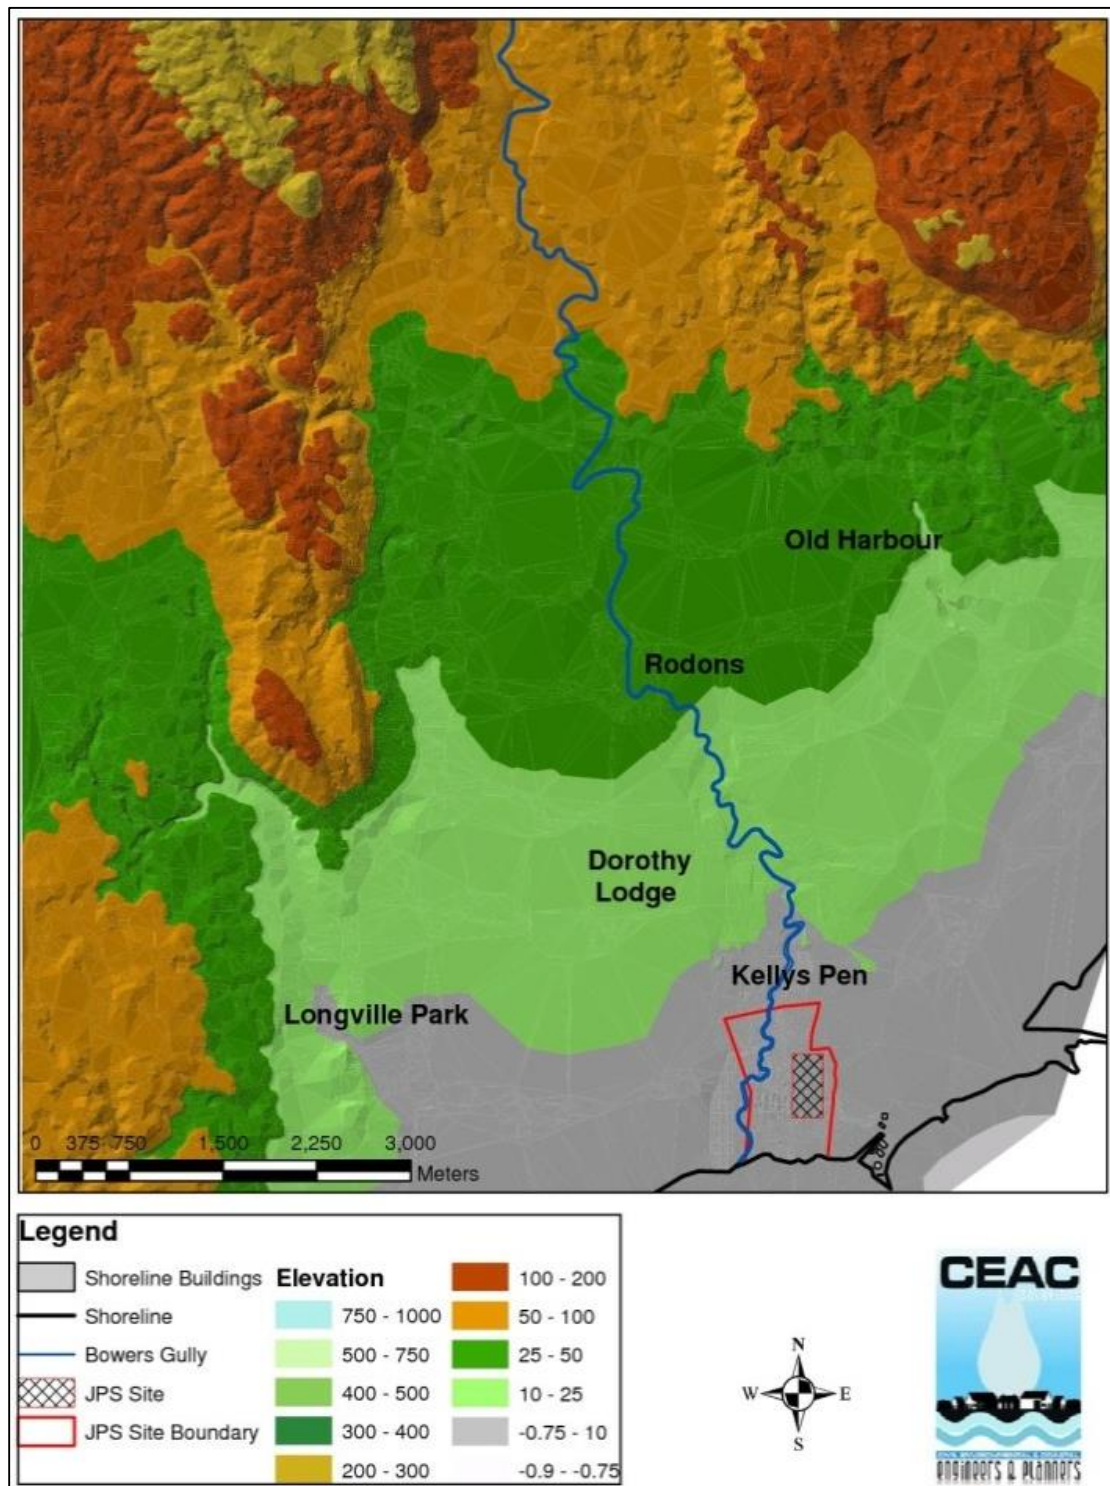 Old Harbour
Rodons
Dorothy
Lodge
Kellys Pen
Longville Park
0 375 750 1,500 2,250 3,000
Meters
Legend
Shoreline Buildings
Shoreline
Bowers Gully
JPS Site
JPS Site Boundary
Elevation
750 - 1000
500 - 750
400 - 500
300 - 400
200 - 300
100 - 200
50 - 100
25 - 50
10 - 25
-0.75 - 10
-0.9 - -0.75
N
W E
S
CEAC
engineers & planners